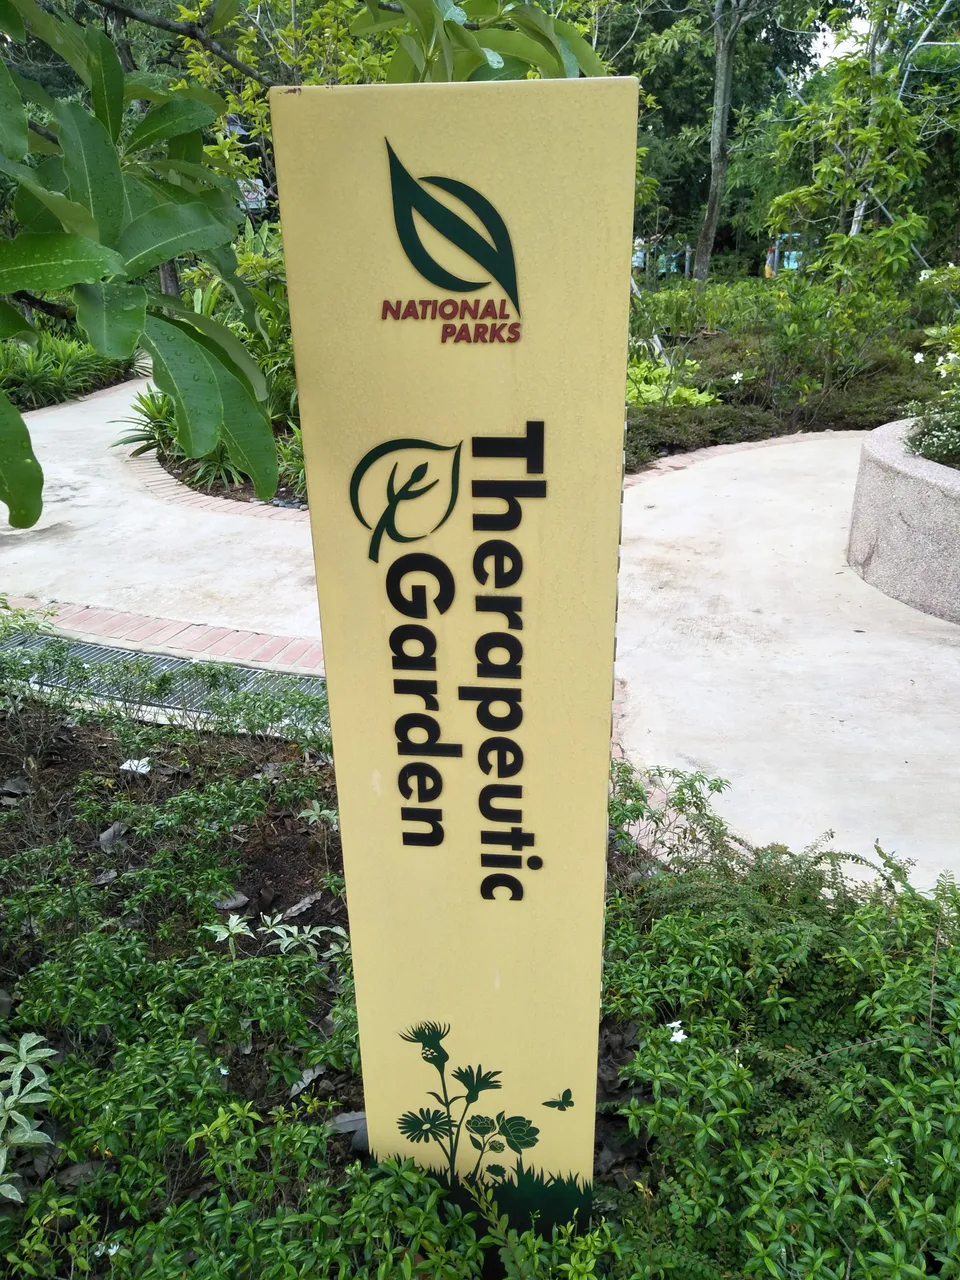 NATIONAL
PARKS
Therapeutic
Garden